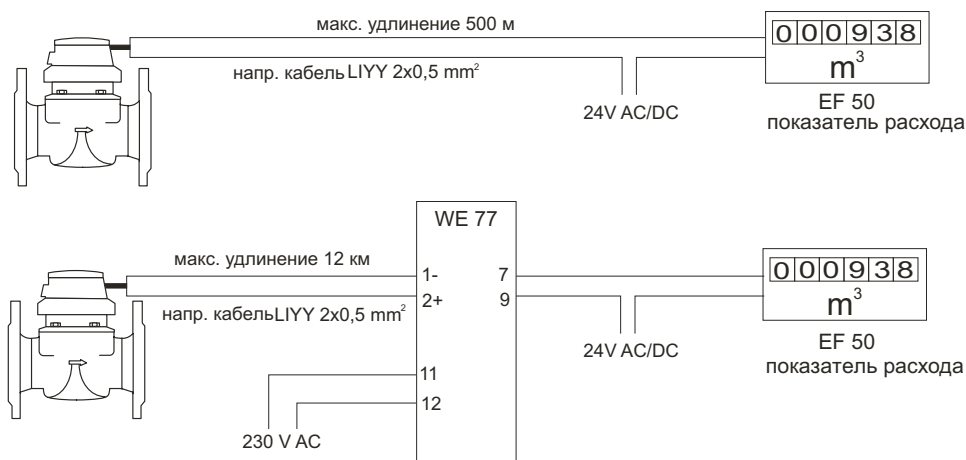 макс. удлинение 500 м
000938
m³
напр. кабель LIYY 2x0,5 mm²
24V AC/DC
EF 50
показатель расхода
WE 77
макс. удлинение 12 км
1-
7
000938
2+
9
m³
напр. кабельLIYY 2x0,5 mm²
24V AC/DC
EF 50
показатель расхода
11
12
230 V AC